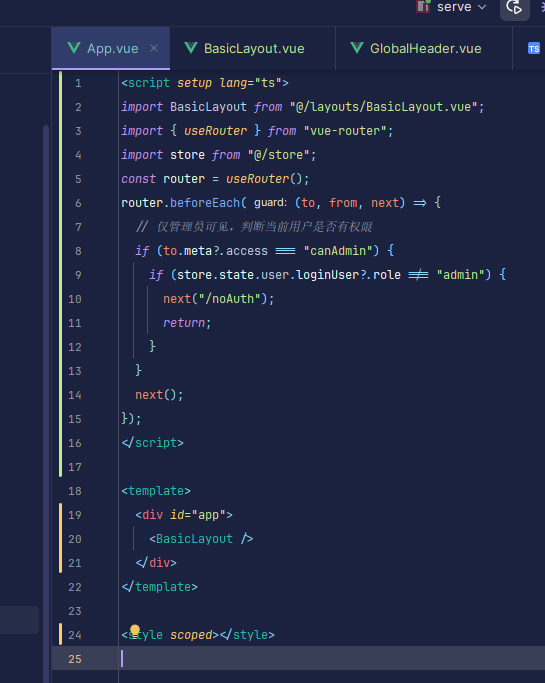 serve
App.vue
BasicLayout.vue
GlobalHeader.vue
TS
1 <script setup lang="ts">
2 import BasicLayout from "@/layouts/BasicLayout.vue";
3 import { useRouter } from "vue-router";
4 import store from "@/store";
5 const router = useRouter();
6 router.beforeEach( guard: (to, from, next) => {
7 // 仅管理员可见，判断当前用户是否有权限
8 if (to.meta?.access === "canAdmin") {
9 if (store.state.user.loginUser?.role !== "admin") {
10 next("/noAuth");
11 return;
12 }
13 }
14 next();
15 });
16 </script>
17
18 <template>
19 <div id="app">
20 <BasicLayout />
21 </div>
22 </template>
23
24 <style scoped></style>
25